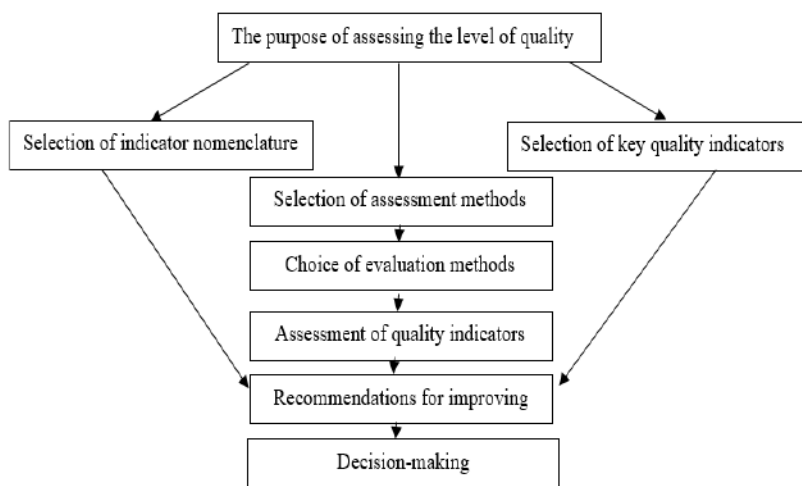 The purpose of assessing the level of quality
Selection of indicator nomenclature
Selection of key quality indicators
Selection of assessment methods
Choice of evaluation methods
Assessment of quality indicators
Recommendations for improving
Decision-making